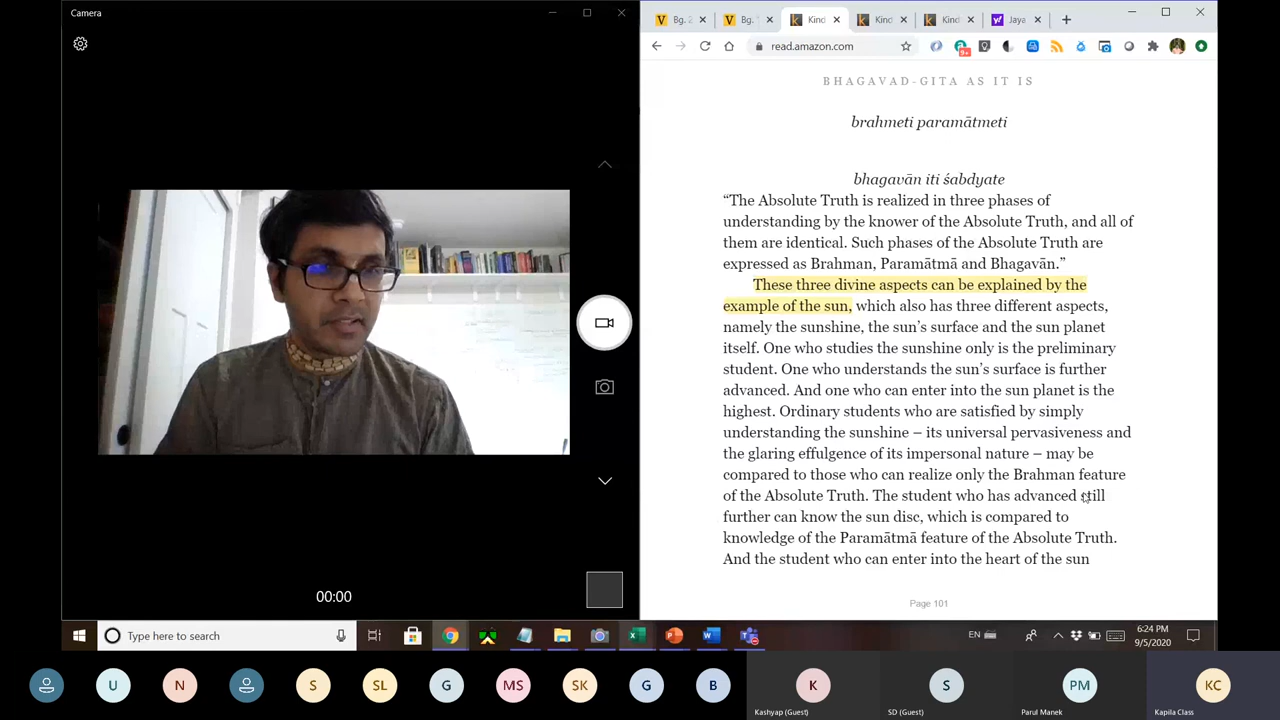 Camera
Bg. 2
Bg.
Kind
Kind
Kind
Jaya
read.amazon.com
9+
BHAGAVAD-GITA AS IT IS
brahmeti paramātmeti
bhagavān iti śabdyate
“The Absolute Truth is realized in three phases of
understanding by the knower of the Absolute Truth, and all of
them are identical. Such phases of the Absolute Truth are
expressed as Brahman, Paramātmā and Bhagavān.”
These three divine aspects can be explained by the
example of the sun, which also has three different aspects,
namely the sunshine, the sun’s surface and the sun planet
itself. One who studies the sunshine only is the preliminary
student. One who understands the sun’s surface is further
advanced. And one who can enter into the sun planet is the
highest. Ordinary students who are satisfied by simply
understanding the sunshine – its universal pervasiveness and
the glaring effulgence of its impersonal nature – may be
compared to those who can realize only the Brahman feature
of the Absolute Truth. The student who has advanced still
further can know the sun disc, which is compared to
knowledge of the Paramātmā feature of the Absolute Truth.
And the student who can enter into the heart of the sun
Page 101
00:00
Type here to search
EN
6:24 PM
9/5/2020
U
N
S
SL
G
MS
SK
G
B
K
S
PM
KC
Kashyap (Guest)
SD (Guest)
Parul Manek
Kapila Class